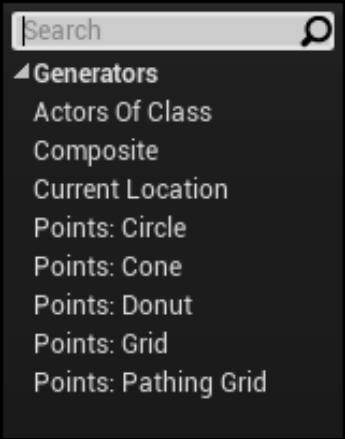 Search
Generators
Actors Of Class
Composite
Current Location
Points: Circle
Points: Cone
Points: Donut
Points: Grid
Points: Pathing Grid